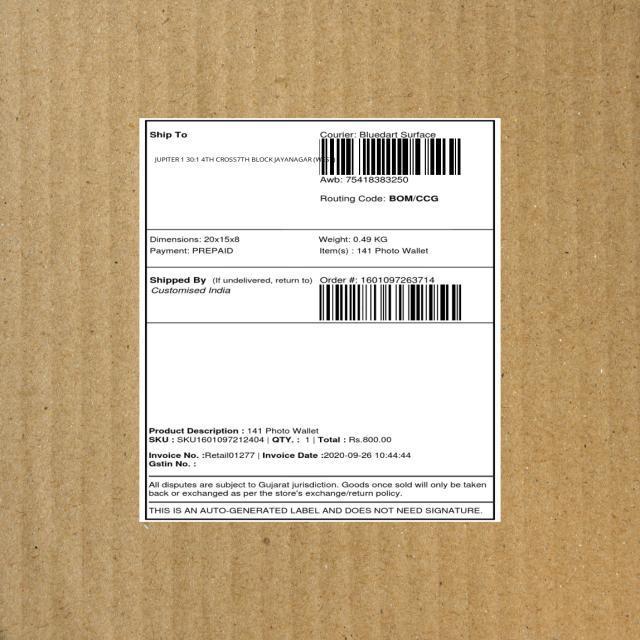 Ship To
Courier: Bluedart Surface
JUPITER 1 30:1 4TH CROSS7TH BLOCK JAYANAGAR
Awb: 75418383250
Routing Code: BOM/CCG
Dimensions: 20x15x8
Weight: 0.49 KG
Payment: PREPAID
Item(s) : 141 Photo Wallet
Shipped By (If undelivered, return to)
Order #: 1601097263714
Customised India
Product Description : 141 Photo Wallet
SKU : SKU1601097212404 | QTY. : 1 | Total : Rs.800.00
Invoice No. :Retail01277 | Invoice Date :2020-09-26 10:44:44
Gstin No. :
All disputes are subject to Gujarat jurisdiction. Goods once sold will only be taken
back or exchanged as per the store's exchange/return policy.
THIS IS AN AUTO-GENERATED LABEL AND DOES NOT NEED SIGNATURE.